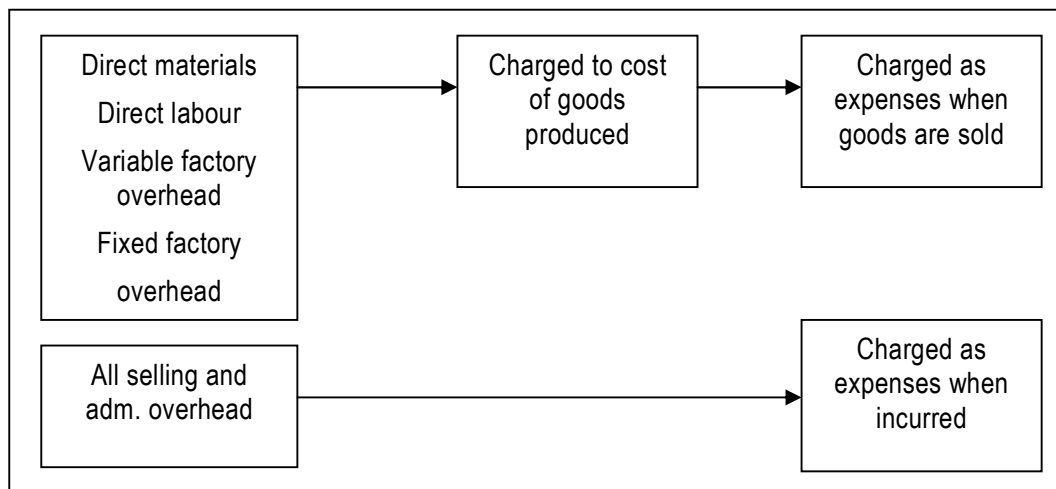 Direct materials
Direct labour
Variable factory
overhead
Fixed factory
overhead
Charged to cost
of goods
produced
Charged as
expenses when
goods are sold
All selling and
adm. overhead
Charged as
expenses when
incurred